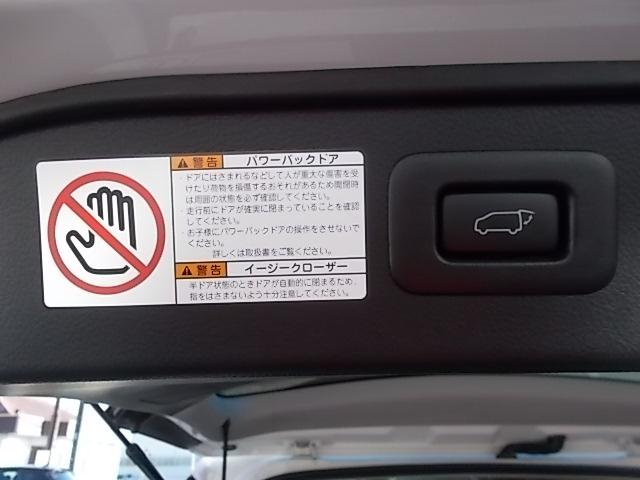 警告 パワーバックドア
・ドアにはさまれるなどして人が重大な傷害を受
けたり荷物を損傷するおそれがあるため開閉時
は周囲の状態を必ず確認してください。
・走行前にドアが確実に閉まっていることを確認
してください。
・お子様にパワーバックドアの操作をさせないで
ください。
詳しくは取扱書をご覧ください。
警告 イージークローザー
半ドア状態のときドアが自動的に閉まるため、
指をはさまないよう十分注意してください。